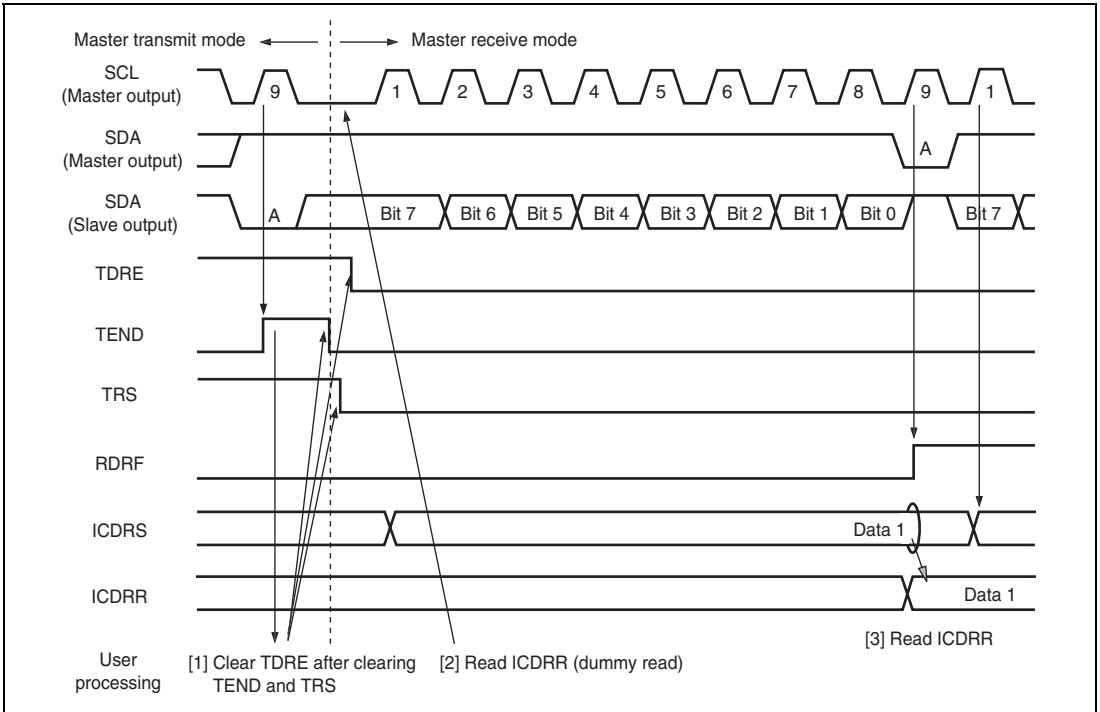 Master transmit mode
Master receive mode
SCL
(Master output)
9 1 2 3 4 5 6 7 8 9 1
SDA
(Master output)
A
SDA
(Slave output)
A Bit 7 Bit 6 Bit 5 Bit 4 Bit 3 Bit 2 Bit 1 Bit 0 Bit 7
TDRE
TEND
TRS
RDRF
ICDRS
Data 1
ICDRR
Data 1
User
processing
[1] Clear TDRE after clearing
TEND and TRS
[2] Read ICDRR (dummy read)
[3] Read ICDRR